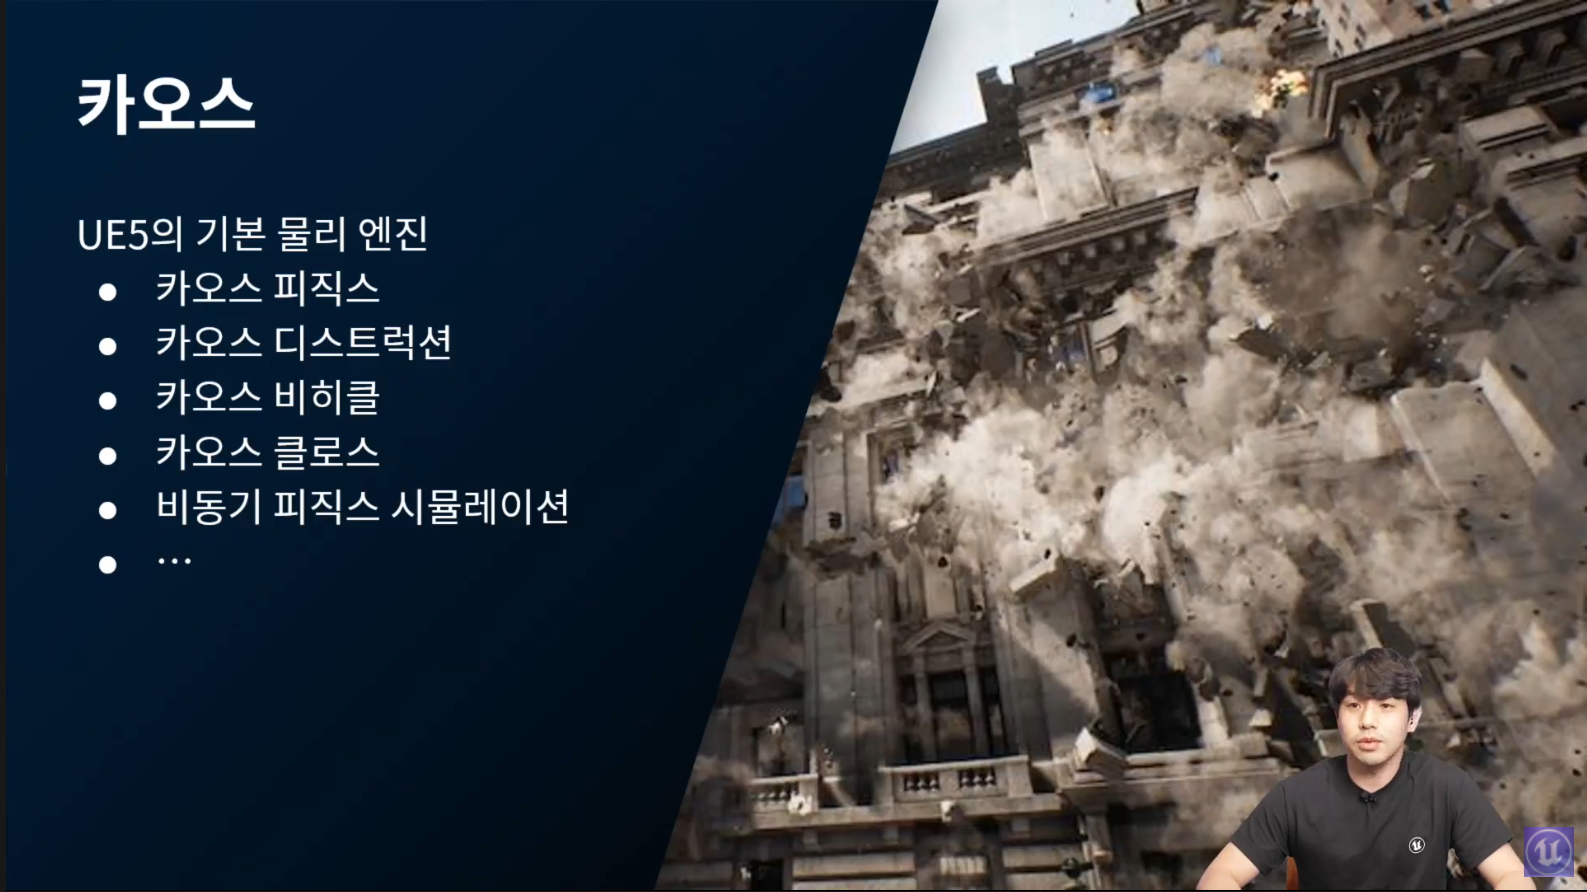 카오스
UE5의 기본 물리 엔진
● 카오스 피직스
● 카오스 디스트럭션
● 카오스 비히클
● 카오스 클로스
● 비동기 피직스 시뮬레이션
● …